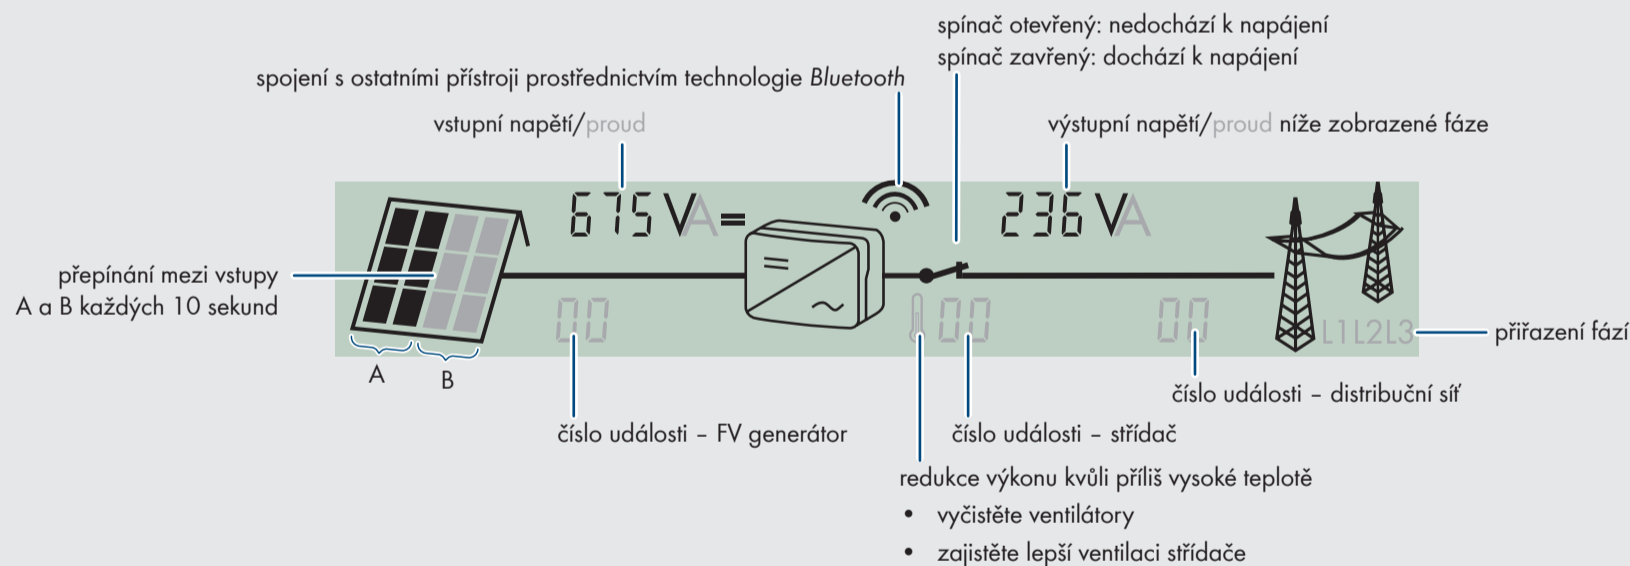 spínač otevřený: nedochází k napájení
spínač zavřený: dochází k napájení
spojení s ostatními přístroji prostřednictvím technologie Bluetooth
vstupní napětí/proud
výstupní napětí/proud níže zobrazené fáze
675 VA=
236 VA
přepínání mezi vstupy
A a B každých 10 sekund
00
00
00
L1L2L3
přiřazení fází
A
B
číslo události – distribuční síť
číslo události – FV generátor
číslo události – střídač
redukce výkonu kvůli příliš vysoké teplotě
• vyčistěte ventilátory
• zajistěte lepší ventilaci střídače